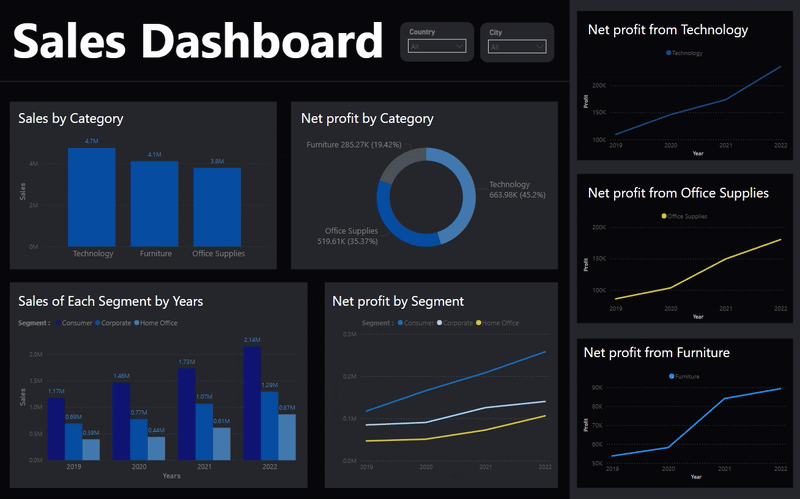 Sales Dashboard
Country
All
City
All
Sales by Category
4.7M
4.1M
3.8M
4M
2M
0M
Sales
Technology
Furniture
Office Supplies
Net profit by Category
Furniture 285.27K (19.42%)
Technology
663.98K (45.2%)
Office Supplies
519.61K (35.37%)
Sales of Each Segment by Years
Segment : Consumer Corporate Home Office
2.0M
1.5M
1.0M
0.5M
0.0M
Sales
1.17M
0.69M
0.39M
1.46M
0.77M
0.44M
1.73M
1.07M
0.61M
2.14M
1.29M
0.87M
2019
2020
2021
2022
Years
Net profit by Segment
Segment : Consumer Corporate Home Office
0.3M
0.2M
0.1M
0.0M
2019
2020
2021
2022
Net profit from Technology
Technology
200K
150K
100K
Profit
2019
2020
2021
2022
Year
Net profit from Office Supplies
Office Supplies
200K
150K
100K
Profit
2019
2020
2021
2022
Year
Net profit from Furniture
Furniture
90K
80K
70K
60K
50K
Profit
2019
2020
2021
2022
Year